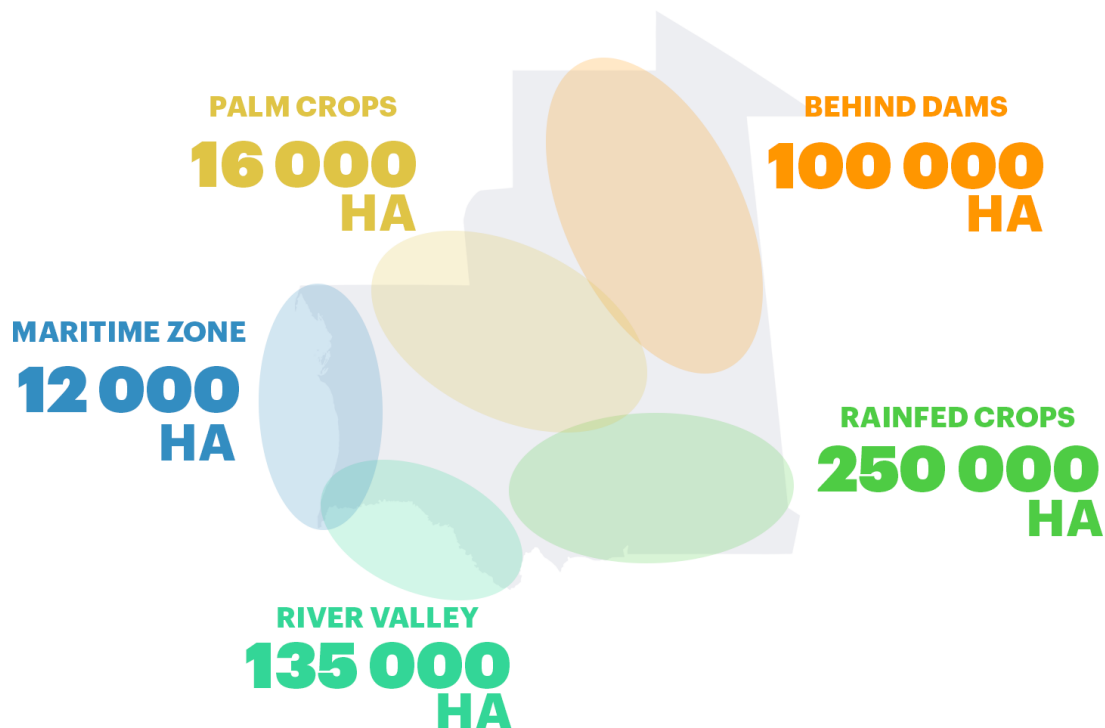 PALM CROPS
16 000
HA
BEHIND DAMS
100 000
HA
MARITIME ZONE
12 000
HA
RAINFED CROPS
250 000
HA
RIVER VALLEY
135 000
HA